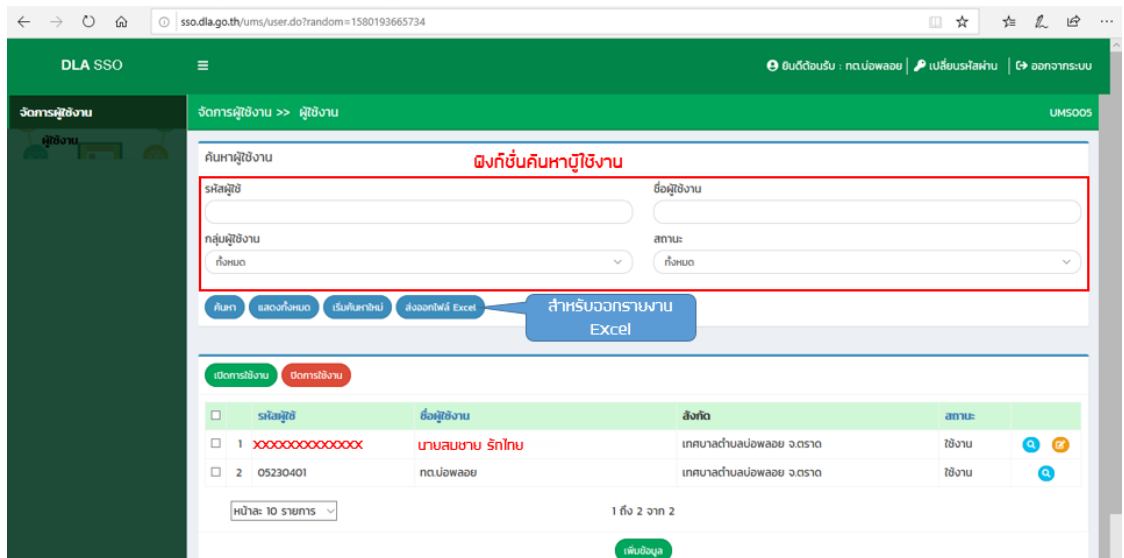 sso.dla.go.th/ums/user.do?random=1580193665734
DLA SSO
ยินดีต้อนรับ : ทต.บ่อพลอย | เปลี่ยนรหัสผ่าน | ออกจากระบบ
จัดการผู้ใช้งาน
จัดการผู้ใช้งาน >> ผู้ใช้งาน
UMS005
ผู้ใช้งาน
ค้นหาผู้ใช้งาน
ฟังก์ชั่นค้นหาผู้ใช้งาน
รหัสผู้ใช้ ชื่อผู้ใช้งาน
กลุ่มผู้ใช้งาน สถานะ
ทั้งหมด ทั้งหมด
ค้นหา แสดงทั้งหมด เริ่มค้นหาใหม่ ส่งออกไฟล์ Excel
สำหรับออกรายงาน
Excel
เปิดการใช้งาน ปิดการใช้งาน
รหัสผู้ใช้ ชื่อผู้ใช้งาน สังกัด สถานะ
1 XXXXXXXXXXXXX นายสมชาย รักไทย เทศบาลตำบลบ่อพลอย จ.ตราด ใช้งาน
2 05230401 ทต.บ่อพลอย เทศบาลตำบลบ่อพลอย จ.ตราด ใช้งาน
หน้าละ 10 รายการ 1 ถึง 2 จาก 2
เพิ่มข้อมูล